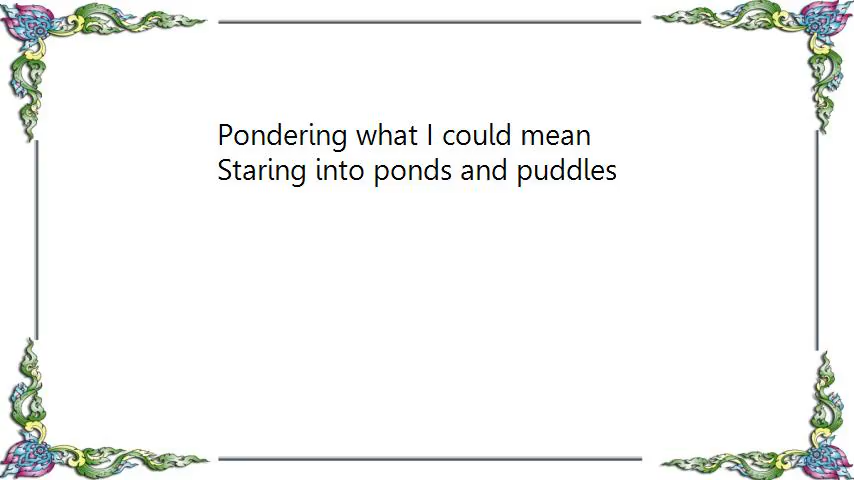 Pondering what I could mean
Staring into ponds and puddles